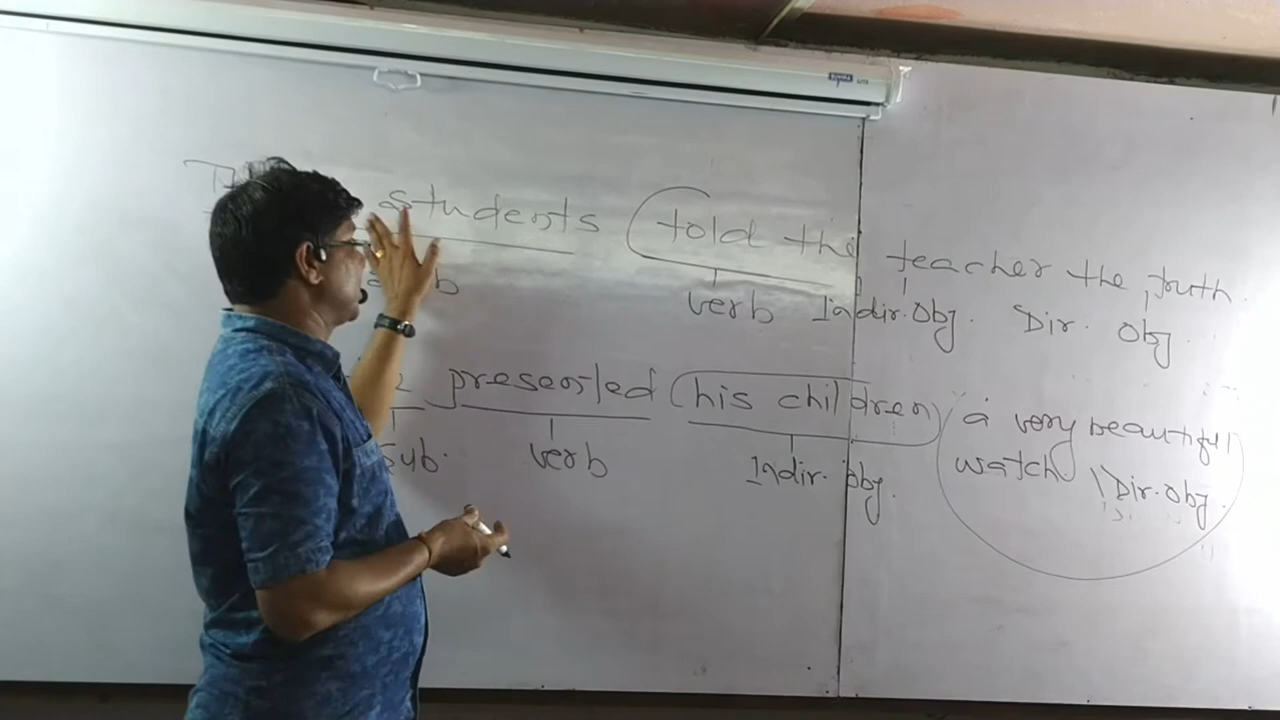 students told the teacher the truth.
verb Indir. Obj. Dir. Obj
presented his children a very beautiful
watch.
Sub. verb Indir. obj. Dir. Obj.